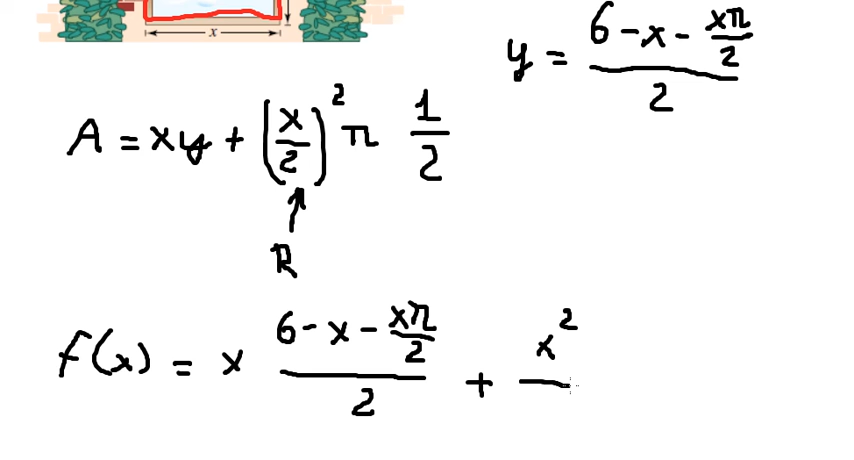 x
y = (6 - x - xπ/2)/2
A = xy + (x/2)² π 1/2
R
f(x) = x (6 - x - xπ/2)/2 + x²